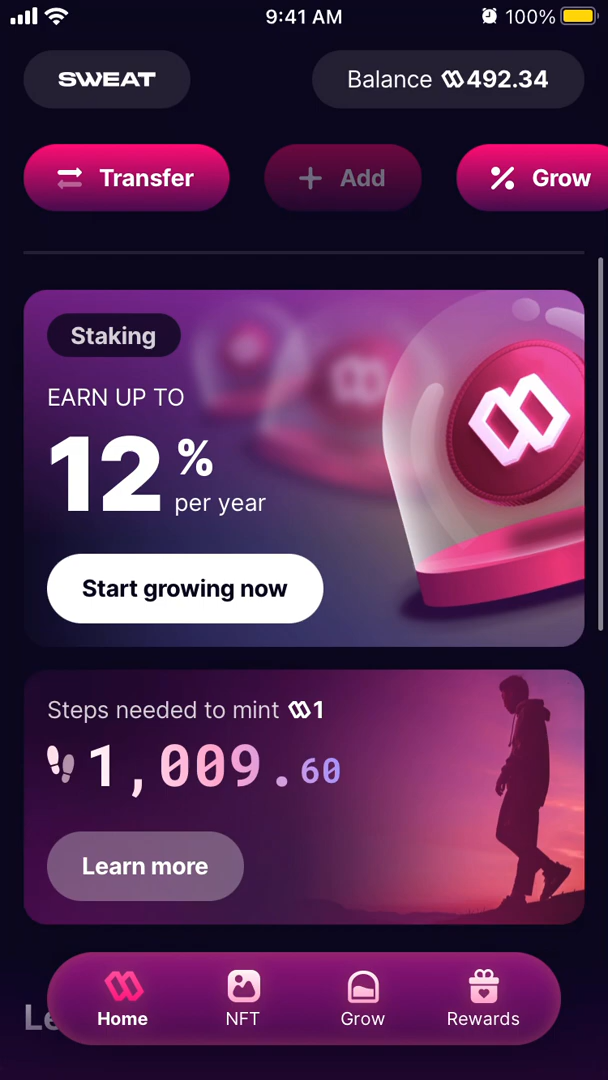 9:41 AM
100%
SWEAT
Balance 492.34
Transfer
Add
Grow
Staking
EARN UP TO
12%
per year
Start growing now
Steps needed to mint 1
1,009.60
Learn more
Le
Home
NFT
Grow
Rewards